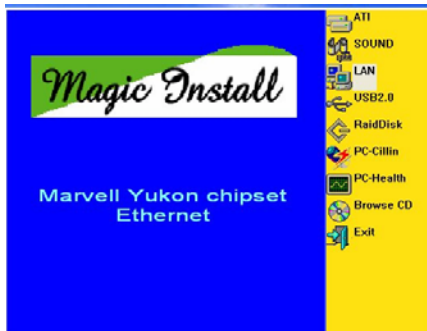 Magic Install
Marvell Yukon chipset
Ethernet
ATI
SOUND
LAN
USB2.0
RaidDisk
PC-Cillin
PC-Health
Browse CD
Exit